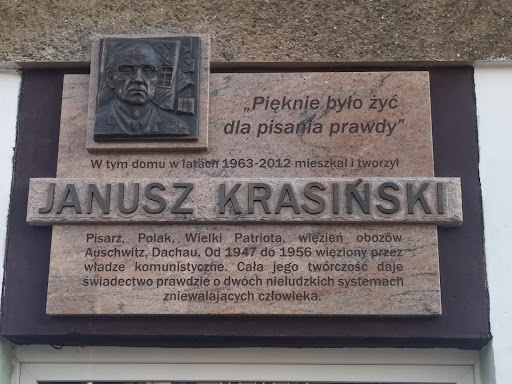 „Pięknie było żyć
dla pisania prawdy”
W tym domu w latach 1963-2012 mieszkał i tworzył
JANUSZ KRASIŃSKI
Pisarz, Polak, Wielki Patriota, więzień obozów
Auschwitz, Dachau. Od 1947 do 1956 więziony przez
władze komunistyczne. Cała jego twórczość daje
świadectwo prawdzie o dwóch nieludzkich systemach
zniewalających człowieka.